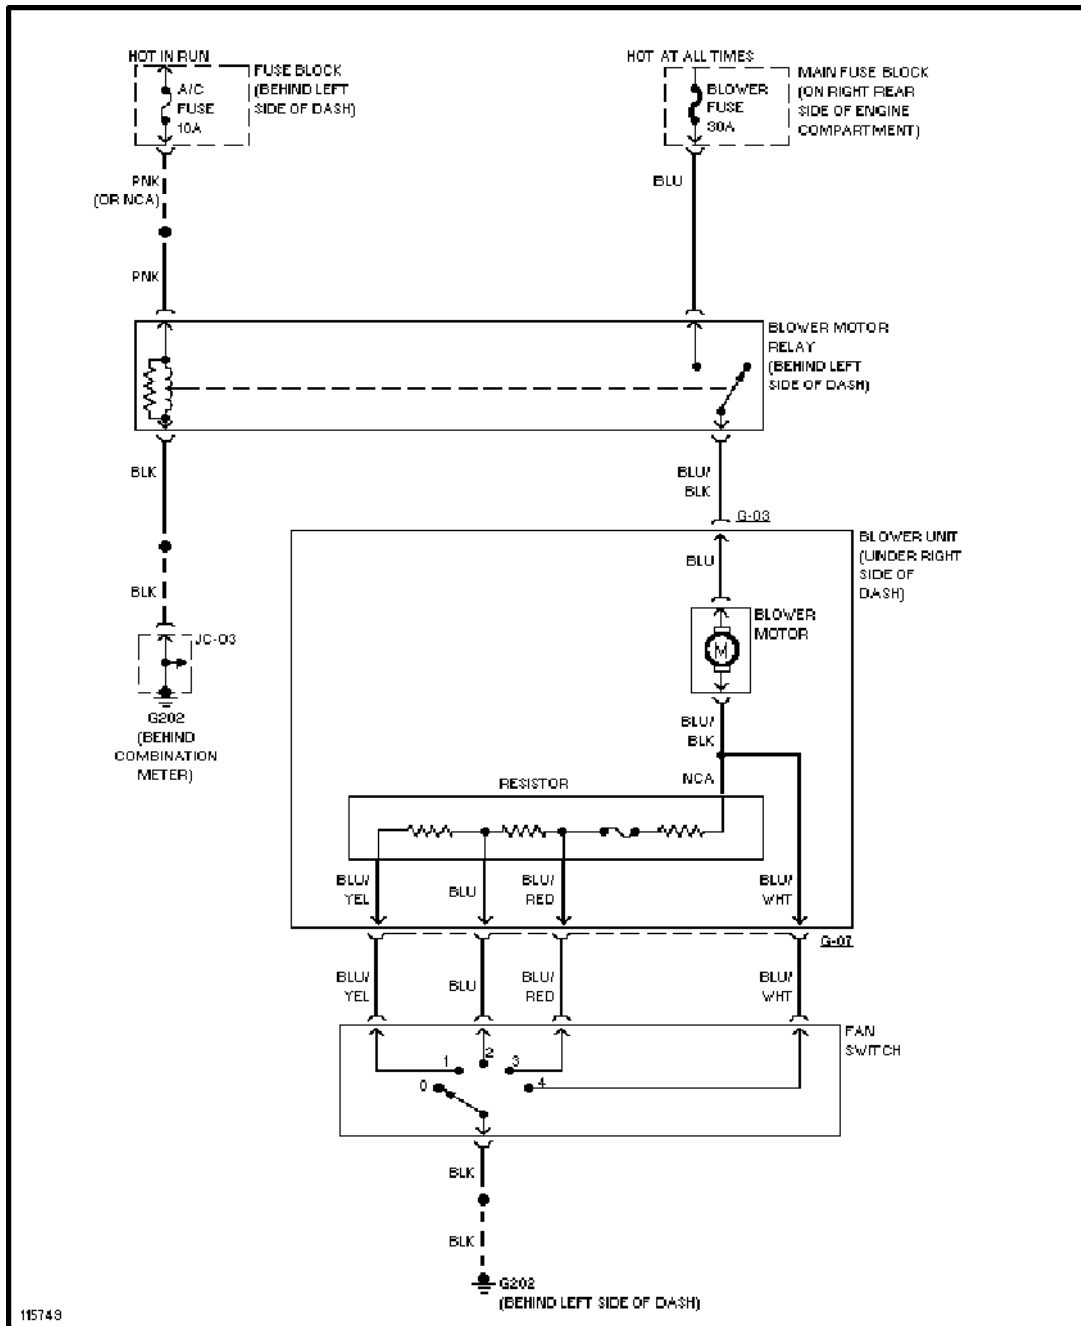 HOT IN RUN
FUSE BLOCK
(BEHIND LEFT
SIDE OF DASH)
A/C
FUSE
10A
HOT AT ALL TIMES
BLOWER
FUSE
30A
MAIN FUSE BLOCK
(ON RIGHT REAR
SIDE OF ENGINE
COMPARTMENT)
PNK
(OR NCA)
BLU
PNK
BLOWER MOTOR
RELAY
(BEHIND LEFT
SIDE OF DASH)
BLK
BLU/
BLK
G-03
BLOWER UNIT
(UNDER RIGHT
SIDE OF
DASH)
BLU
BLK
JC-03
BLOWER
MOTOR
M
G202
(BEHIND
COMBINATION
METER)
BLU/
BLK
NCA
RESISTOR
BLU/
YEL
BLU
BLU/
RED
BLU/
WHT
G-07
BLU/
YEL
BLU
BLU/
RED
BLU/
WHT
FAN
SWITCH
0
1
2
3
4
BLK
BLK
G202
(BEHIND LEFT SIDE OF DASH)
115749